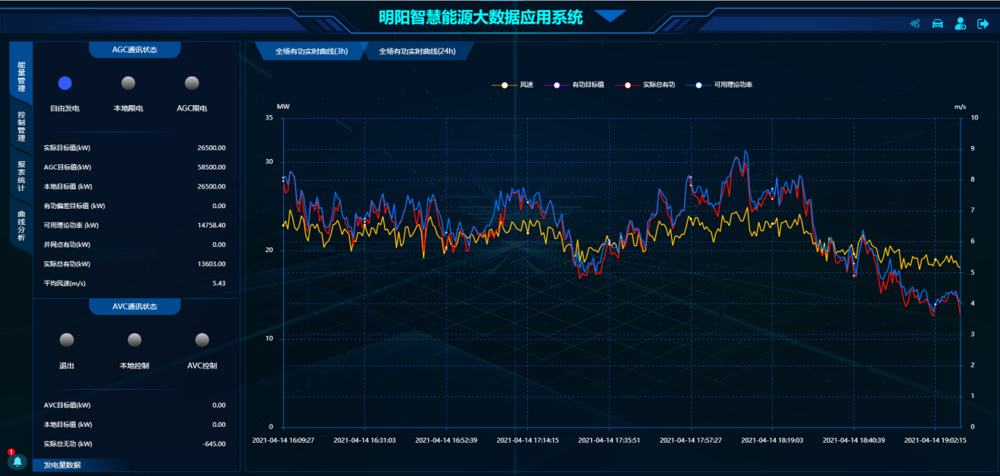 明阳智慧能源大数据应用系统
能量管理
控制管理
报表统计
曲线分析
AGC通讯状态
自由发电 本地限电 AGC限电
实际目标值(kW) 26500.00
AGC目标值(kW) 58500.00
本地目标值 (kW) 26500.00
有功偏差目标值 (kW) 0.00
可用理论功率 (kW) 14758.40
并网点有功(kW) 0.00
实际总有功(kW) 13603.00
平均风速(m/s) 5.43
AVC通讯状态
退出 本地控制 AVC控制
AVC目标值(kW) 0.00
本地目标值 (kW) 0.00
实际总无功 (kW) -645.00
发电量数据
1
全场有功实时曲线(3h) 全场有功实时曲线(24h)
风速 有功目标值 实际总有功 可用理论功率
MW m/s
35 10
9
30
8
7
20 6
5
4
10 3
2
1
0 0
2021-04-14 16:09:27 2021-04-14 16:31:03 2021-04-14 16:52:39 2021-04-14 17:14:15 2021-04-14 17:35:51 2021-04-14 17:57:27 2021-04-14 18:19:03 2021-04-14 18:40:39 2021-04-14 19:02:15